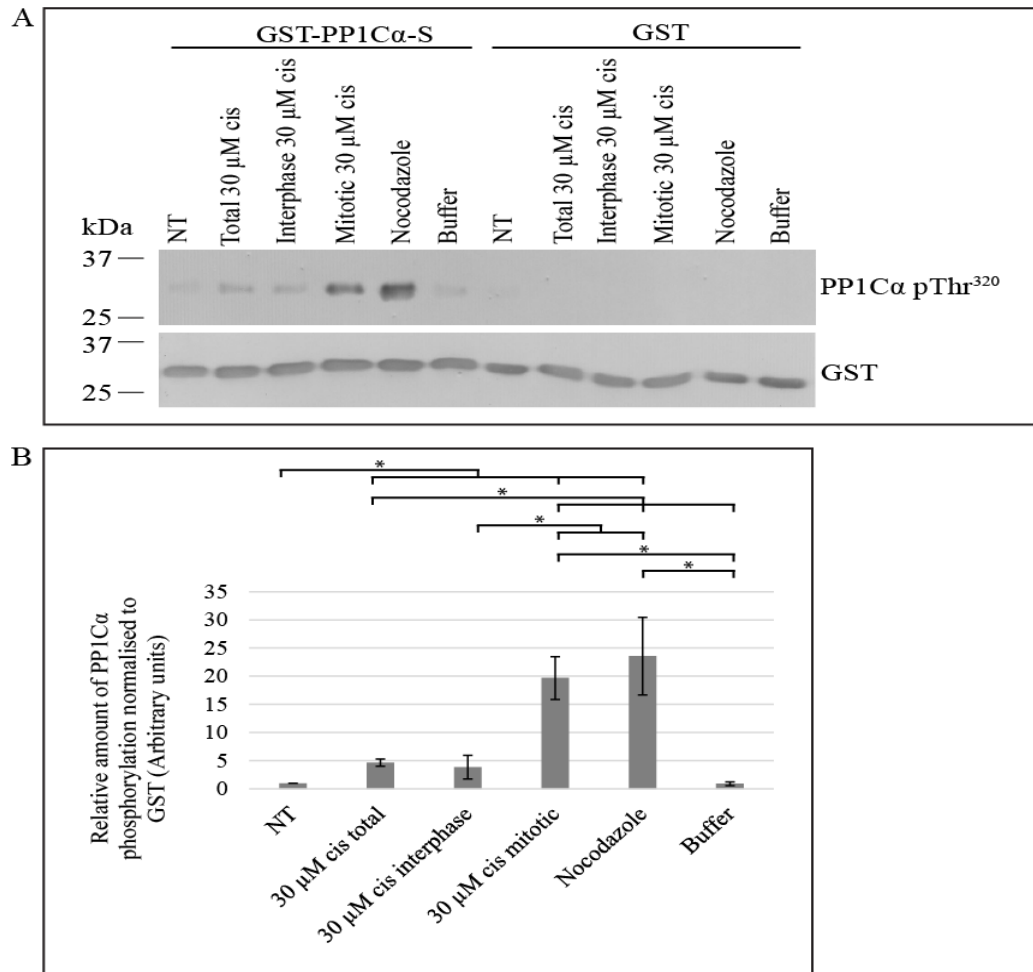 A
GST-PP1Cα-S GST
NT Total 30 µM cis Interphase 30 µM cis Mitotic 30 µM cis Nocodazole Buffer NT Total 30 µM cis Interphase 30 µM cis Mitotic 30 µM cis Nocodazole Buffer
kDa
37
PP1Cα pThr³²⁰
25
37
GST
25
B
*
*
*
*
*
Relative amount of PP1Cα
phosphorylation normalised to
GST (Arbitrary units)
35
30
25
20
15
10
5
0
NT
30 µM cis total
30 µM cis interphase
30 µM cis mitotic
Nocodazole
Buffer